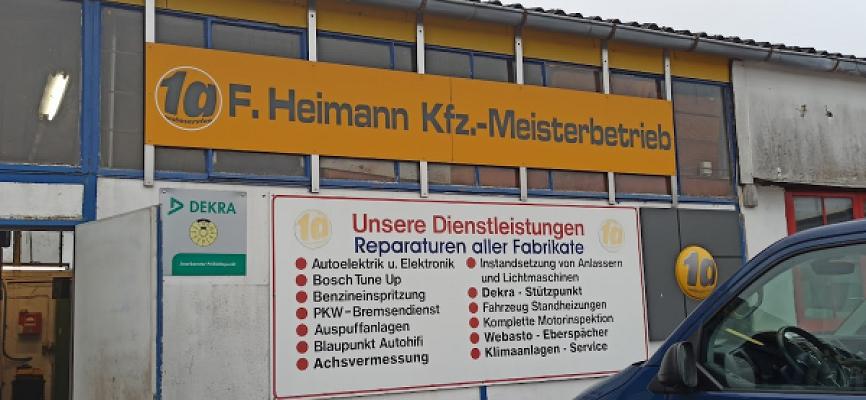 1a F. Heimann Kfz.-Meisterbetrieb
DEKRA
1a
Unsere Dienstleistungen
1a
Reparaturen aller Fabrikate
Autoelektrik u. Elektronik
Bosch Tune Up
Benzineinspritzung
PKW-Bremsendienst
Auspuffanlagen
Blaupunkt Autohifi
Achsvermessung
Instandsetzung von Anlassern
und Lichtmaschinen
Dekra - Stützpunkt
Fahrzeug Standheizungen
Komplette Motorinspektion
Webasto - Eberspächer
Klimaanlagen - Service
1a